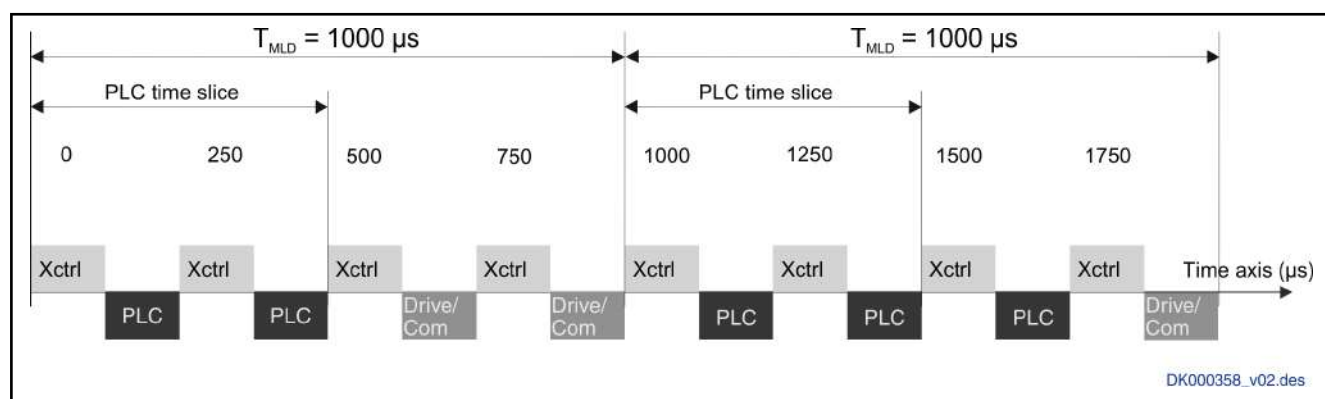 T_MLD = 1000 µs T_MLD = 1000 µs
PLC time slice PLC time slice
0 250 500 750 1000 1250 1500 1750
Xctrl Xctrl Xctrl Xctrl Xctrl Xctrl Xctrl Xctrl Time axis (µs)
PLC PLC Drive/ Drive/ PLC PLC PLC Drive/
Com Com Com
DK000358_v02.des